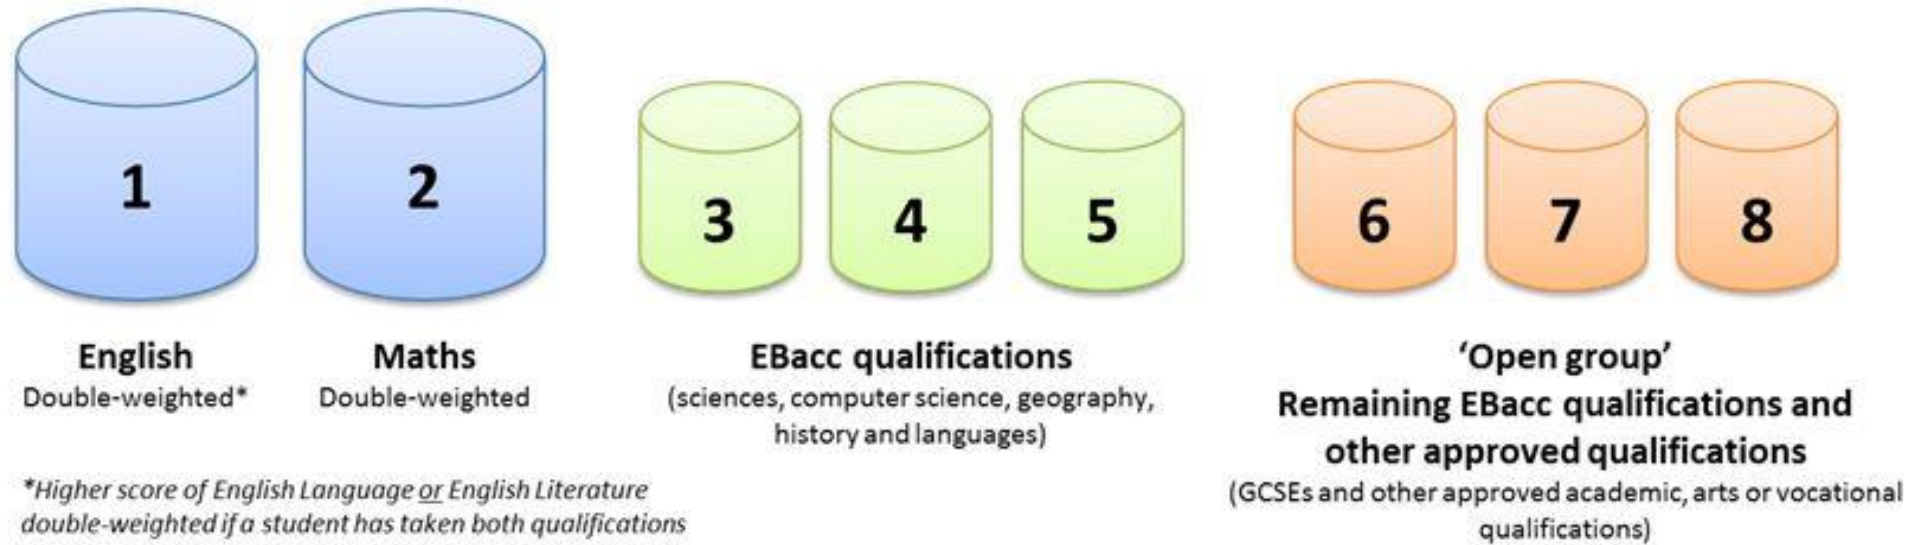 1
2
3
4
5
6
7
8
English
Double-weighted*
Maths
Double-weighted
EBacc qualifications
(sciences, computer science, geography,
history and languages)
‘Open group’
Remaining EBacc qualifications and
other approved qualifications
(GCSEs and other approved academic, arts or vocational
qualifications)
*Higher score of English Language or English Literature
double-weighted if a student has taken both qualifications